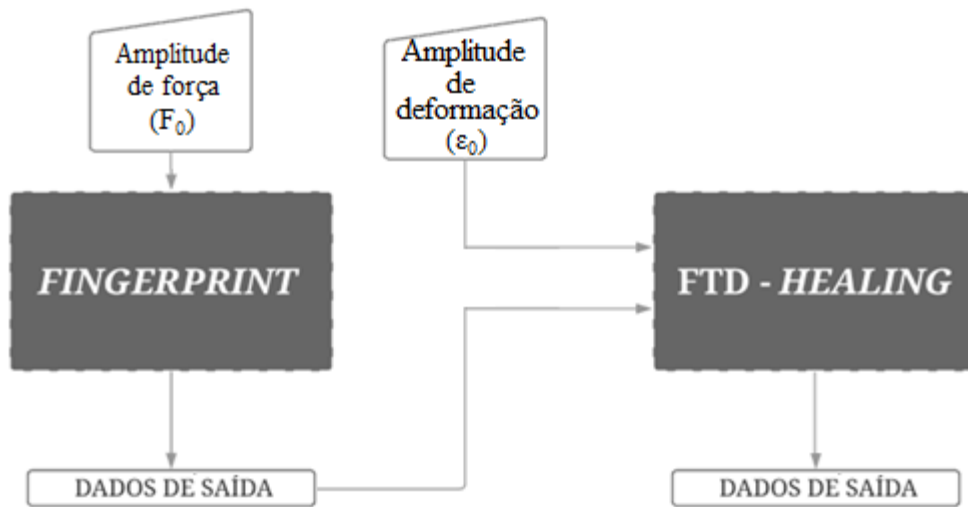 Amplitude
de força
(F₀)
Amplitude
de
deformação
(ε₀)
FINGERPRINT
FTD - HEALING
DADOS DE SAÍDA
DADOS DE SAÍDA